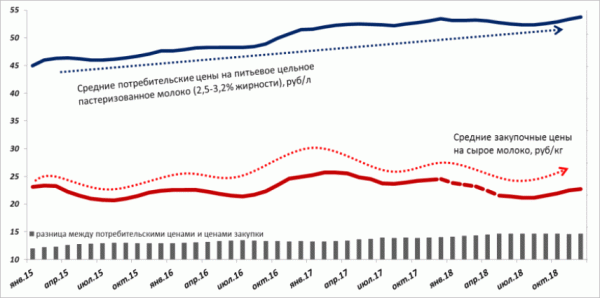 55
50
45
40
35
30
25
20
15
10
Средние потребительские цены на питьевое цельное
пастеризованное молоко (2,5-3,2% жирности), руб/л
Средние закупочные цены
на сырое молоко, руб/кг
разница между потребительскими ценами и ценами закупки
янв.15
апр.15
июл.15
окт.15
янв.16
апр.16
июл.16
окт.16
янв.17
апр.17
июл.17
окт.17
янв.18
апр.18
июл.18
окт.18